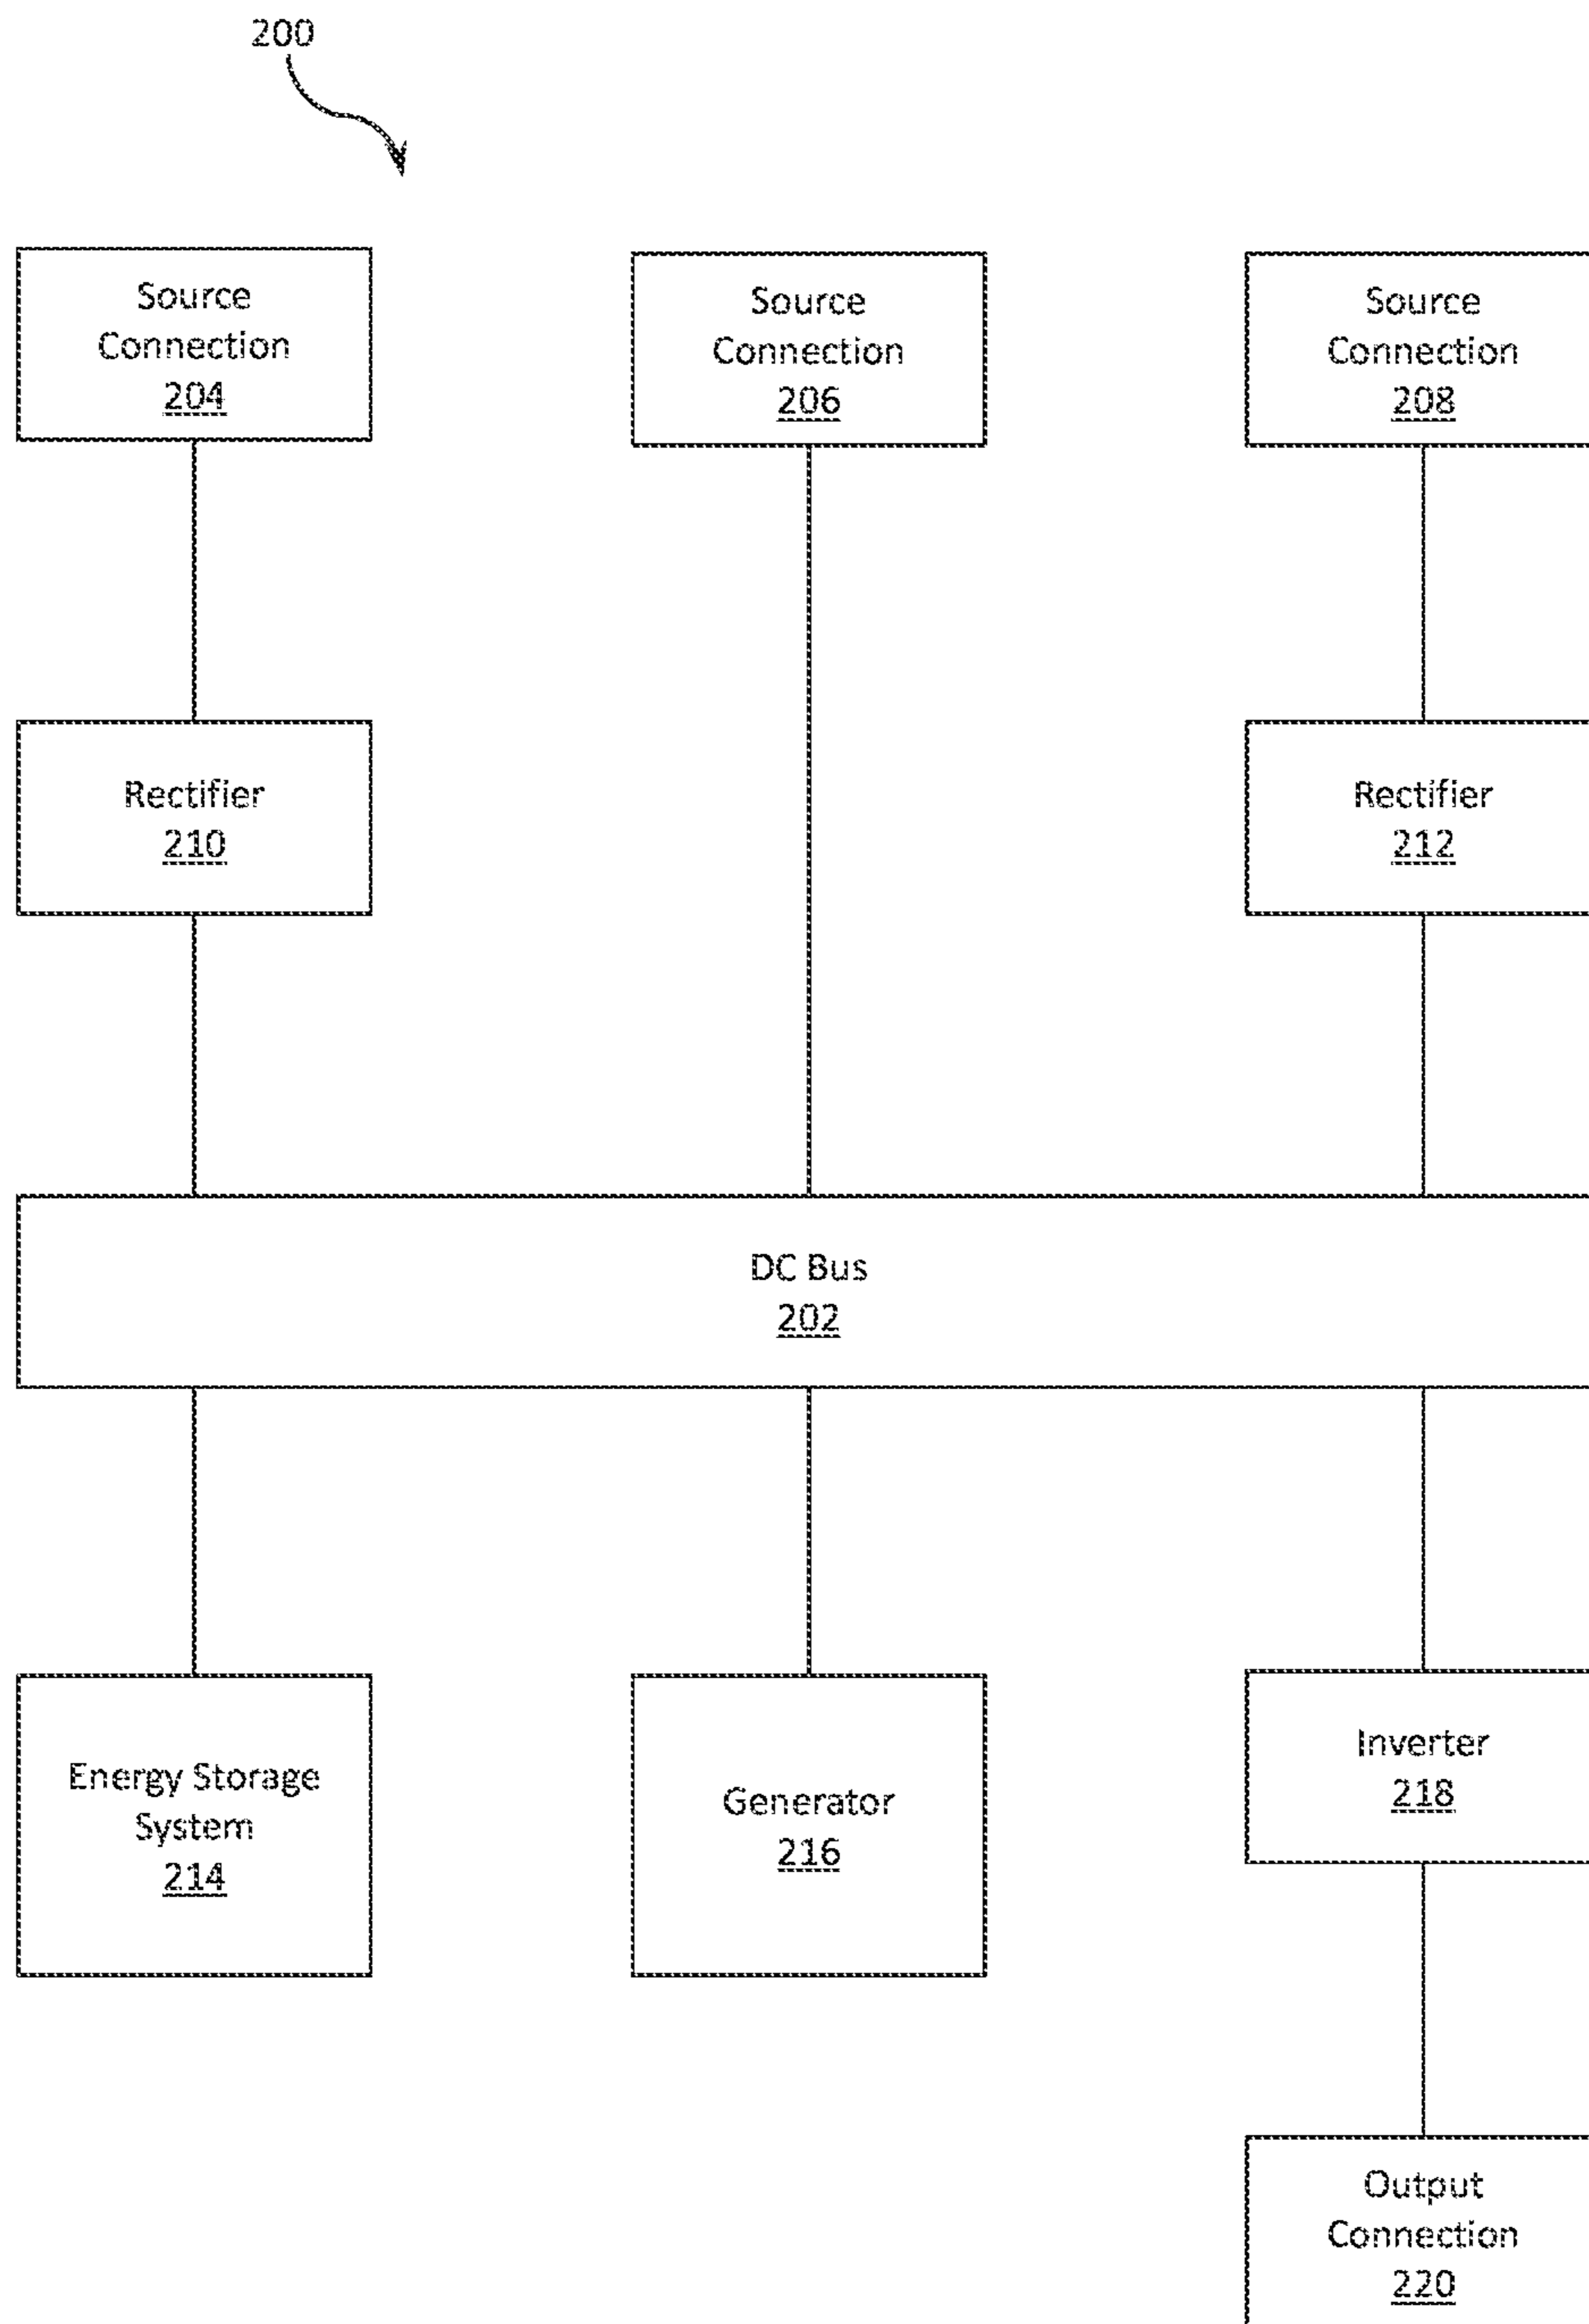 200
Source
Connection
204
Source
Connection
206
Source
Connection
208
Rectifier
210
Rectifier
212
DC Bus
202
Energy Storage
System
214
Generator
216
Inverter
218
Output
Connection
220